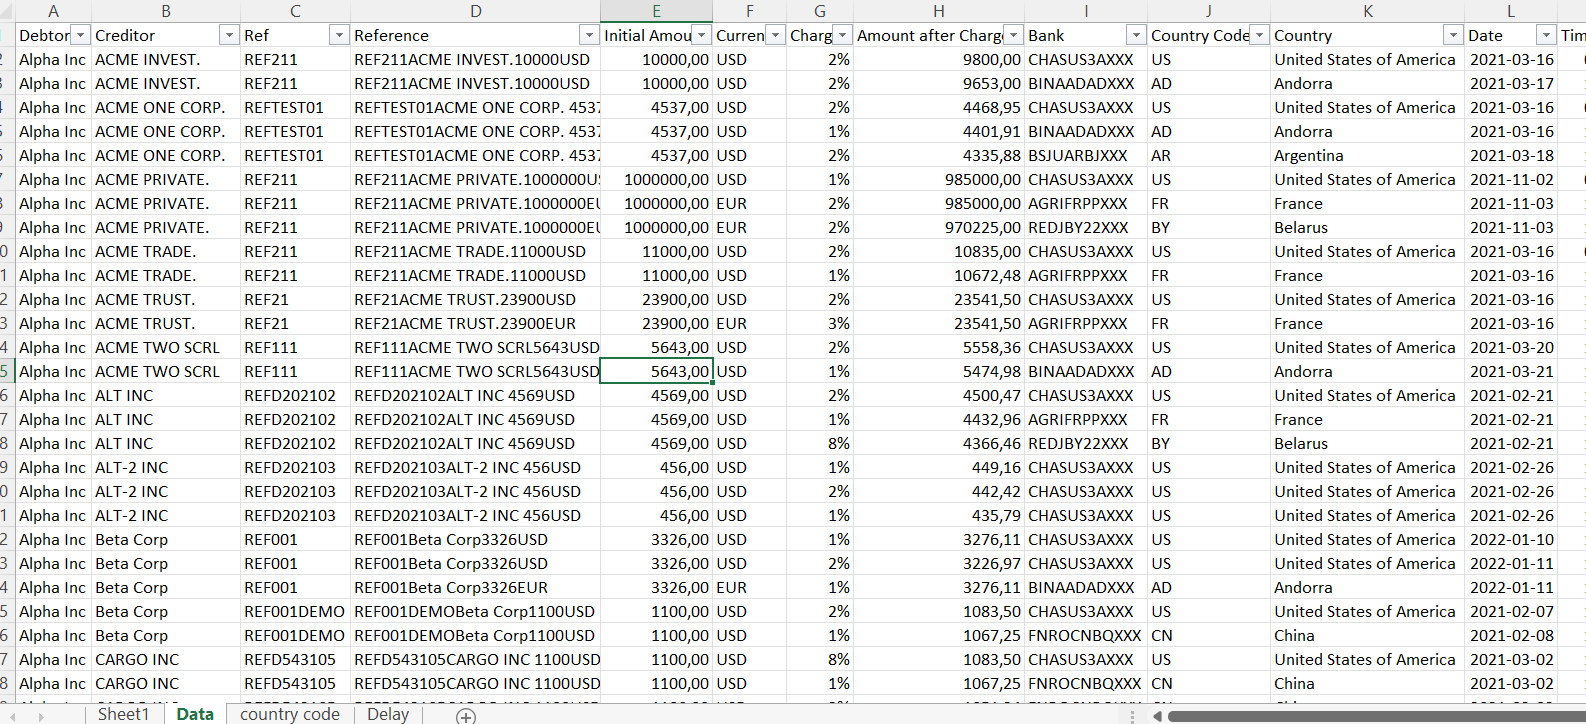 A B C D E F G H I J K L
Debtor Creditor Ref Reference Initial Amou Curren Charg Amount after Charg Bank Country Code Country Date Tim
2 Alpha Inc ACME INVEST. REF211 REF211ACME INVEST.10000USD 10000,00 USD 2% 9800,00 CHASUS3AXXX US United States of America 2021-03-16
3 Alpha Inc ACME INVEST. REF211 REF211ACME INVEST.10000USD 10000,00 USD 2% 9653,00 BINAADADXXX AD Andorra 2021-03-17
4 Alpha Inc ACME ONE CORP. REFTEST01 REFTEST01ACME ONE CORP. 4537 4537,00 USD 2% 4468,95 CHASUS3AXXX US United States of America 2021-03-16
5 Alpha Inc ACME ONE CORP. REFTEST01 REFTEST01ACME ONE CORP. 4537 4537,00 USD 1% 4401,91 BINAADADXXX AD Andorra 2021-03-16
5 Alpha Inc ACME ONE CORP. REFTEST01 REFTEST01ACME ONE CORP. 4537 4537,00 USD 2% 4335,88 BSJUARBJXXX AR Argentina 2021-03-18
7 Alpha Inc ACME PRIVATE. REF211 REF211ACME PRIVATE.1000000U 1000000,00 USD 1% 985000,00 CHASUS3AXXX US United States of America 2021-11-02
8 Alpha Inc ACME PRIVATE. REF211 REF211ACME PRIVATE.1000000EU 1000000,00 EUR 2% 985000,00 AGRIFRPPXXX FR France 2021-11-03
9 Alpha Inc ACME PRIVATE. REF211 REF211ACME PRIVATE.1000000EU 1000000,00 EUR 2% 970225,00 REDJBY22XXX BY Belarus 2021-11-03
0 Alpha Inc ACME TRADE. REF211 REF211ACME TRADE.11000USD 11000,00 USD 2% 10835,00 CHASUS3AXXX US United States of America 2021-03-16
1 Alpha Inc ACME TRADE. REF211 REF211ACME TRADE.11000USD 11000,00 USD 1% 10672,48 AGRIFRPPXXX FR France 2021-03-16
2 Alpha Inc ACME TRUST. REF21 REF21ACME TRUST.23900USD 23900,00 USD 2% 23541,50 CHASUS3AXXX US United States of America 2021-03-16
3 Alpha Inc ACME TRUST. REF21 REF21ACME TRUST.23900EUR 23900,00 EUR 3% 23541,50 AGRIFRPPXXX FR France 2021-03-16
4 Alpha Inc ACME TWO SCRL REF111 REF111ACME TWO SCRL5643USD 5643,00 USD 2% 5558,36 CHASUS3AXXX US United States of America 2021-03-20
5 Alpha Inc ACME TWO SCRL REF111 REF111ACME TWO SCRL5643USD 5643,00 USD 1% 5474,98 BINAADADXXX AD Andorra 2021-03-21
6 Alpha Inc ALT INC REFD202102 REFD202102ALT INC 4569USD 4569,00 USD 2% 4500,47 CHASUS3AXXX US United States of America 2021-02-21
7 Alpha Inc ALT INC REFD202102 REFD202102ALT INC 4569USD 4569,00 USD 1% 4432,96 AGRIFRPPXXX FR France 2021-02-21
8 Alpha Inc ALT INC REFD202102 REFD202102ALT INC 4569USD 4569,00 USD 8% 4366,46 REDJBY22XXX BY Belarus 2021-02-21
9 Alpha Inc ALT-2 INC REFD202103 REFD202103ALT-2 INC 456USD 456,00 USD 1% 449,16 CHASUS3AXXX US United States of America 2021-02-26
0 Alpha Inc ALT-2 INC REFD202103 REFD202103ALT-2 INC 456USD 456,00 USD 2% 442,42 CHASUS3AXXX US United States of America 2021-02-26
1 Alpha Inc ALT-2 INC REFD202103 REFD202103ALT-2 INC 456USD 456,00 USD 1% 435,79 CHASUS3AXXX US United States of America 2021-02-26
2 Alpha Inc Beta Corp REF001 REF001Beta Corp3326USD 3326,00 USD 1% 3276,11 CHASUS3AXXX US United States of America 2022-01-10
3 Alpha Inc Beta Corp REF001 REF001Beta Corp3326USD 3326,00 USD 2% 3226,97 CHASUS3AXXX US United States of America 2022-01-11
4 Alpha Inc Beta Corp REF001 REF001Beta Corp3326EUR 3326,00 EUR 1% 3276,11 BINAADADXXX AD Andorra 2022-01-11
5 Alpha Inc Beta Corp REF001DEMO REF001DEMOBeta Corp1100USD 1100,00 USD 2% 1083,50 CHASUS3AXXX US United States of America 2021-02-07
6 Alpha Inc Beta Corp REF001DEMO REF001DEMOBeta Corp1100USD 1100,00 USD 1% 1067,25 FNROCNBQXXX CN China 2021-02-08
7 Alpha Inc CARGO INC REFD543105 REFD543105CARGO INC 1100USD 1100,00 USD 8% 1083,50 CHASUS3AXXX US United States of America 2021-03-02
8 Alpha Inc CARGO INC REFD543105 REFD543105CARGO INC 1100USD 1100,00 USD 1% 1067,25 FNROCNBQXXX CN China 2021-03-02
Sheet1 Data country code Delay